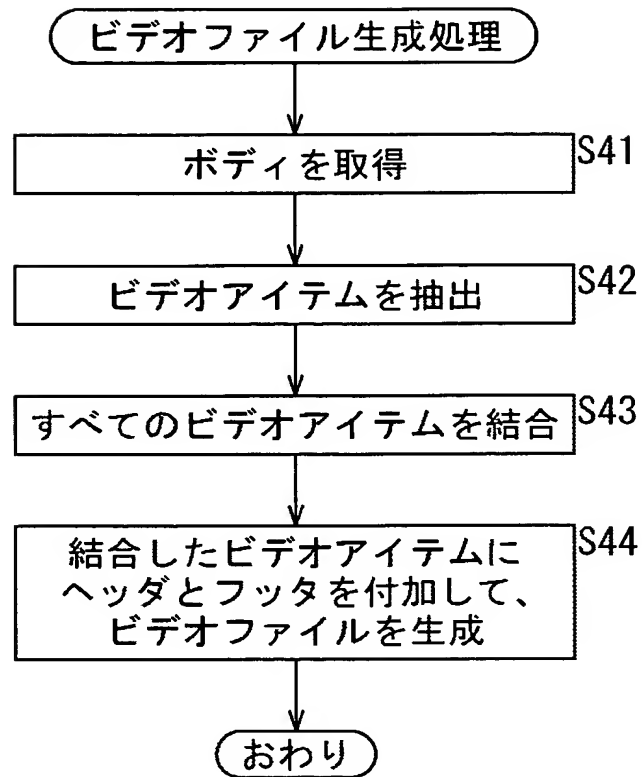 ビデオファイル生成処理
ボディを取得
S41
ビデオアイテムを抽出
S42
すべてのビデオアイテムを結合
S43
結合したビデオアイテムに
ヘッダとフッタを付加して、
ビデオファイルを生成
S44
おわり